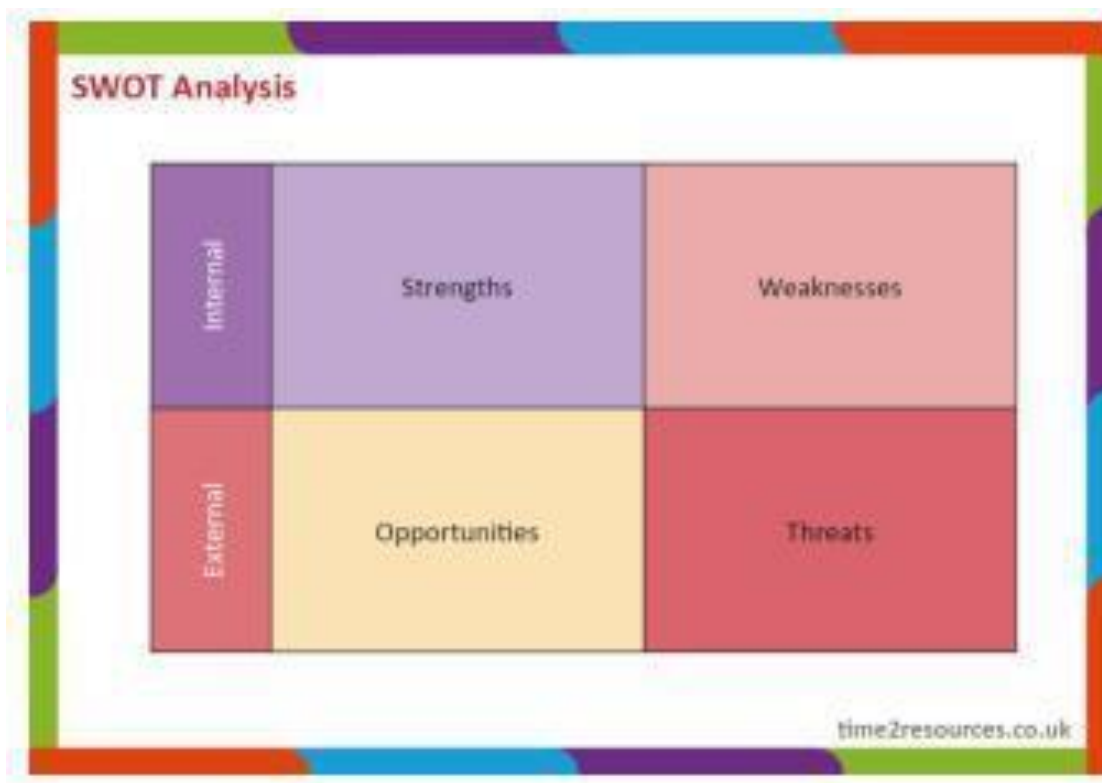 SWOT Analysis
Internal
Strengths
Weaknesses
External
Opportunities
Threats
time2resources.co.uk